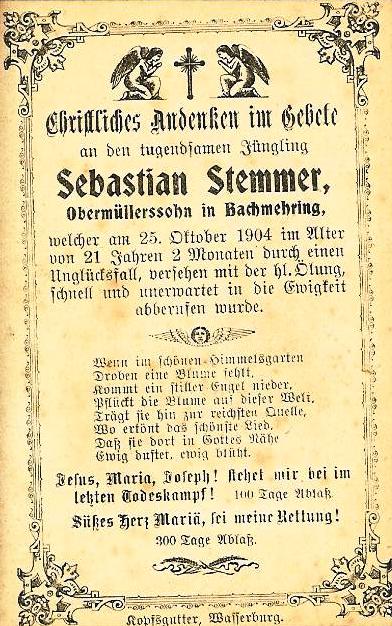 Christliches Andenken im Gebete
an den tugendsamen Jüngling
Sebastian Stemmer,
Obermüllerssohn in Bachmehring,
welcher am 25. Oktober 1904 im Alter
von 21 Jahren 2 Monaten durch einen
Unglücksfall, versehen mit der hl. Ölung,
schnell und unerwartet in die Ewigkeit
abberufen wurde.
Wenn im schönen Himmelsgarten
Droben eine Blume fehlt,
Kommt ein stiller Engel nieder,
Pflückt die Blume aus dieser Welt.
Trägt sie hin zur reichsten Quelle,
Wo ertönt das schönste Lied.
Daß sie dort in Gottes Nähe
Ewig duftet, ewig blüht.
Jesus, Maria, Joseph! stehet mir bei im
letzten Todeskampf! 100 Tage Ablaß.
Süßes Herz Mariä, sei meine Rettung!
300 Tage Ablaß.
Kopfsgutter, Wasserburg.